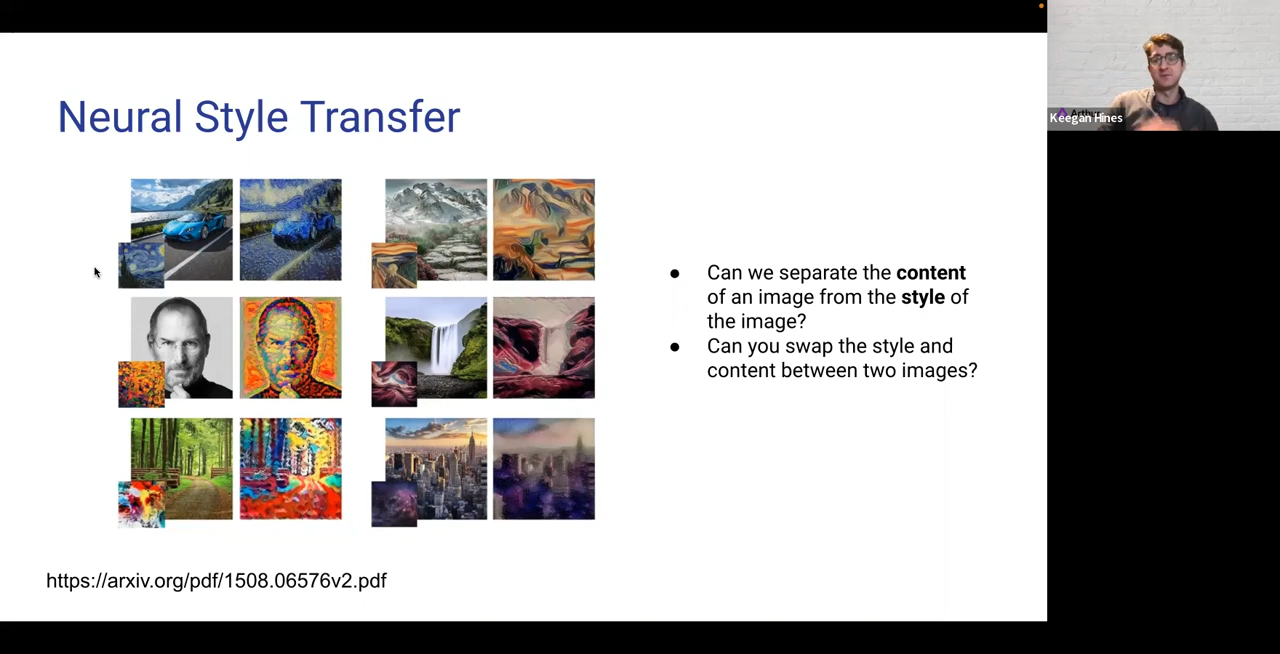 Neural Style Transfer
● Can we separate the content
of an image from the style of
the image?
● Can you swap the style and
content between two images?
https://arxiv.org/pdf/1508.06576v2.pdf
Keegan Hines